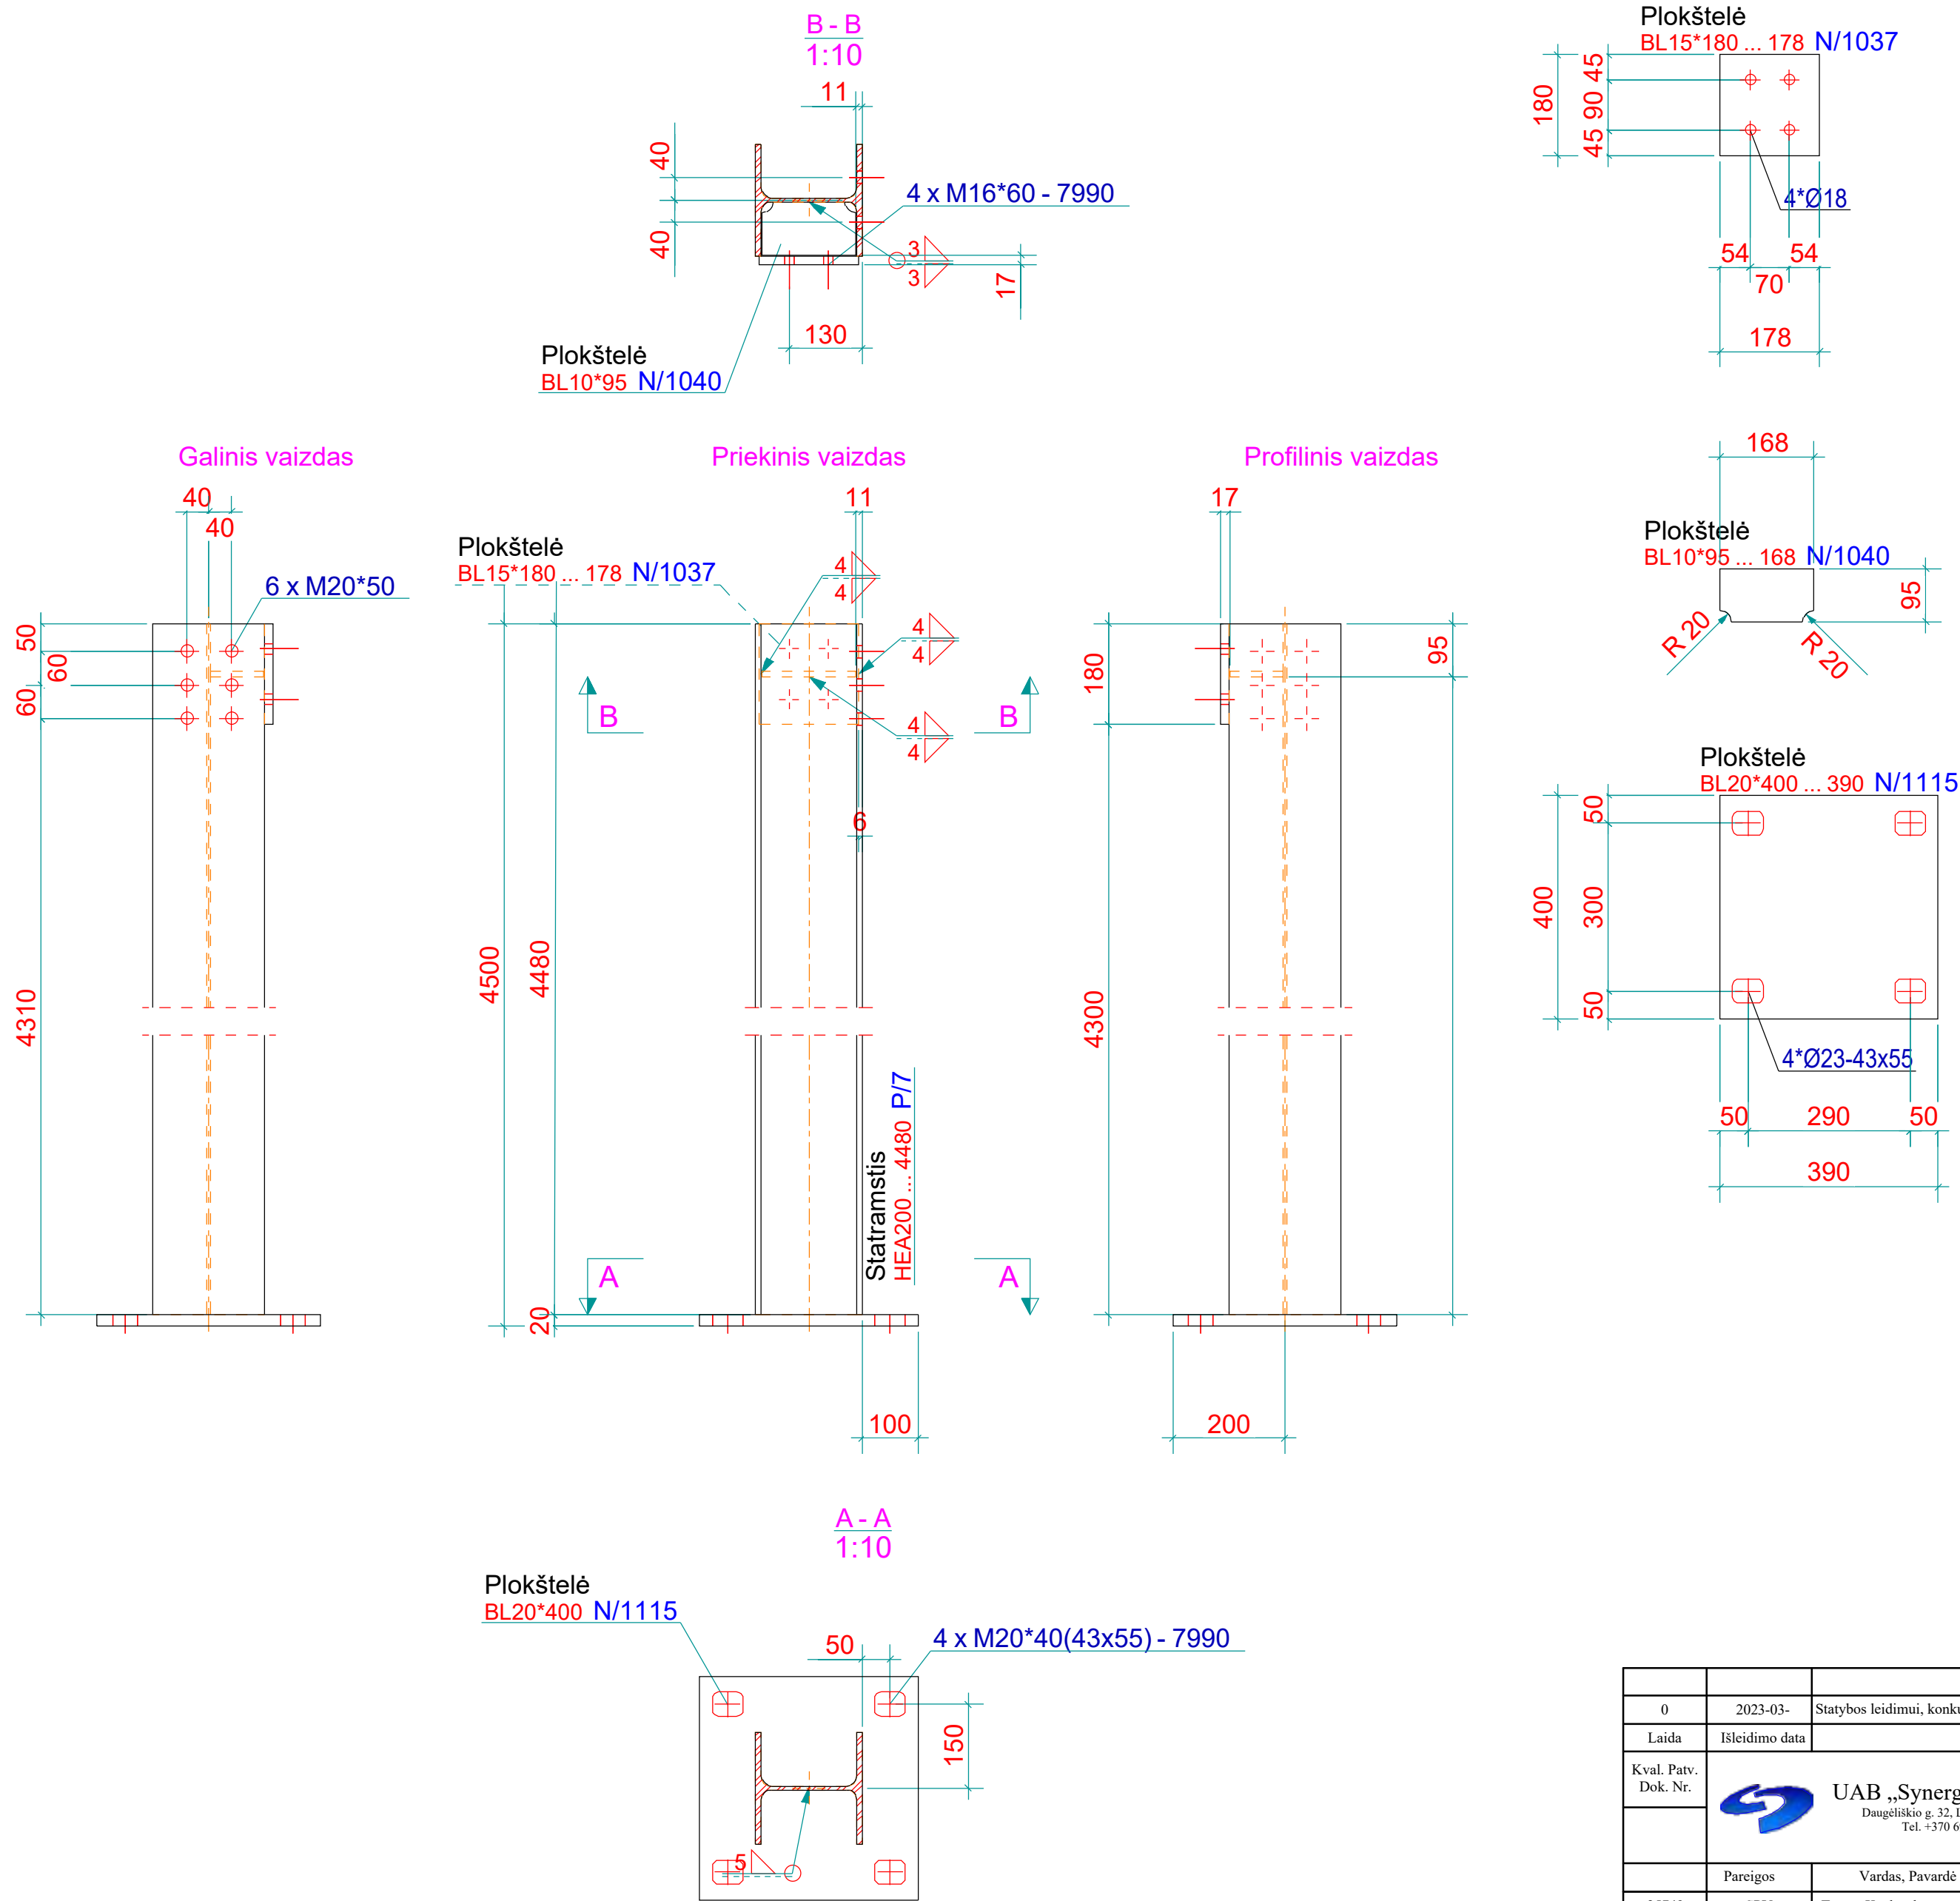 B - B
1:10
11
40
40
4 x M16*60 - 7990
3
3
17
130
Plokštelė
BL10*95 N/1040
Plokštelė
BL15*180 ... 178 N/1037
180
45
90
45
4*Ø18
54
54
70
178
Galinis vaizdas
40
40
6 x M20*50
50
60
60
4310
Priekinis vaizdas
11
Plokštelė
BL15*180 ... 178 N/1037
4
4
4
4
4
4
B
B
6
4500
4480
Statramstis
HEA200 ... 4480 P/7
A
A
20
100
Profilinis vaizdas
17
180
95
4300
200
168
Plokštelė
BL10*95 ... 168 N/1040
95
R 20
R 20
Plokštelė
BL20*400 ... 390 N/1115
50
300
50
400
4*Ø23-43x55
50
290
50
390
A - A
1:10
Plokštelė
BL20*400 N/1115
50
4 x M20*40(43x55) - 7990
150
5
0
2023-03-
Statybos leidimui,
Laida
Išleidimo data
Kval. Patv.
Dok. Nr.
UAB
Daugėliškio g. 32,
Tel. +370
Pareigos
Vardas, Pavardė